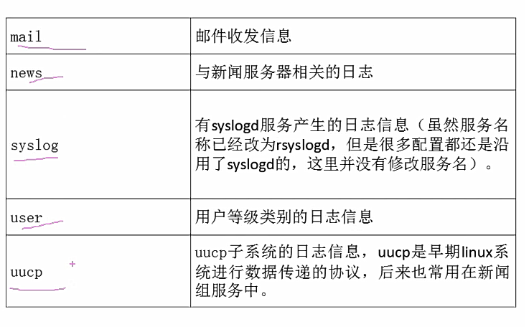 mail
邮件收发信息
news
与新闻服务器相关的日志
syslog
有syslogd服务产生的日志信息（虽然服务名
称已经改为rsyslogd，但是很多配置都还是沿
用了syslogd的，这里并没有修改服务名）。
user
用户等级类别的日志信息
uucp
uucp子系统的日志信息，uucp是早期linux系
统进行数据传递的协议，后来也常用在新闻
组服务中。